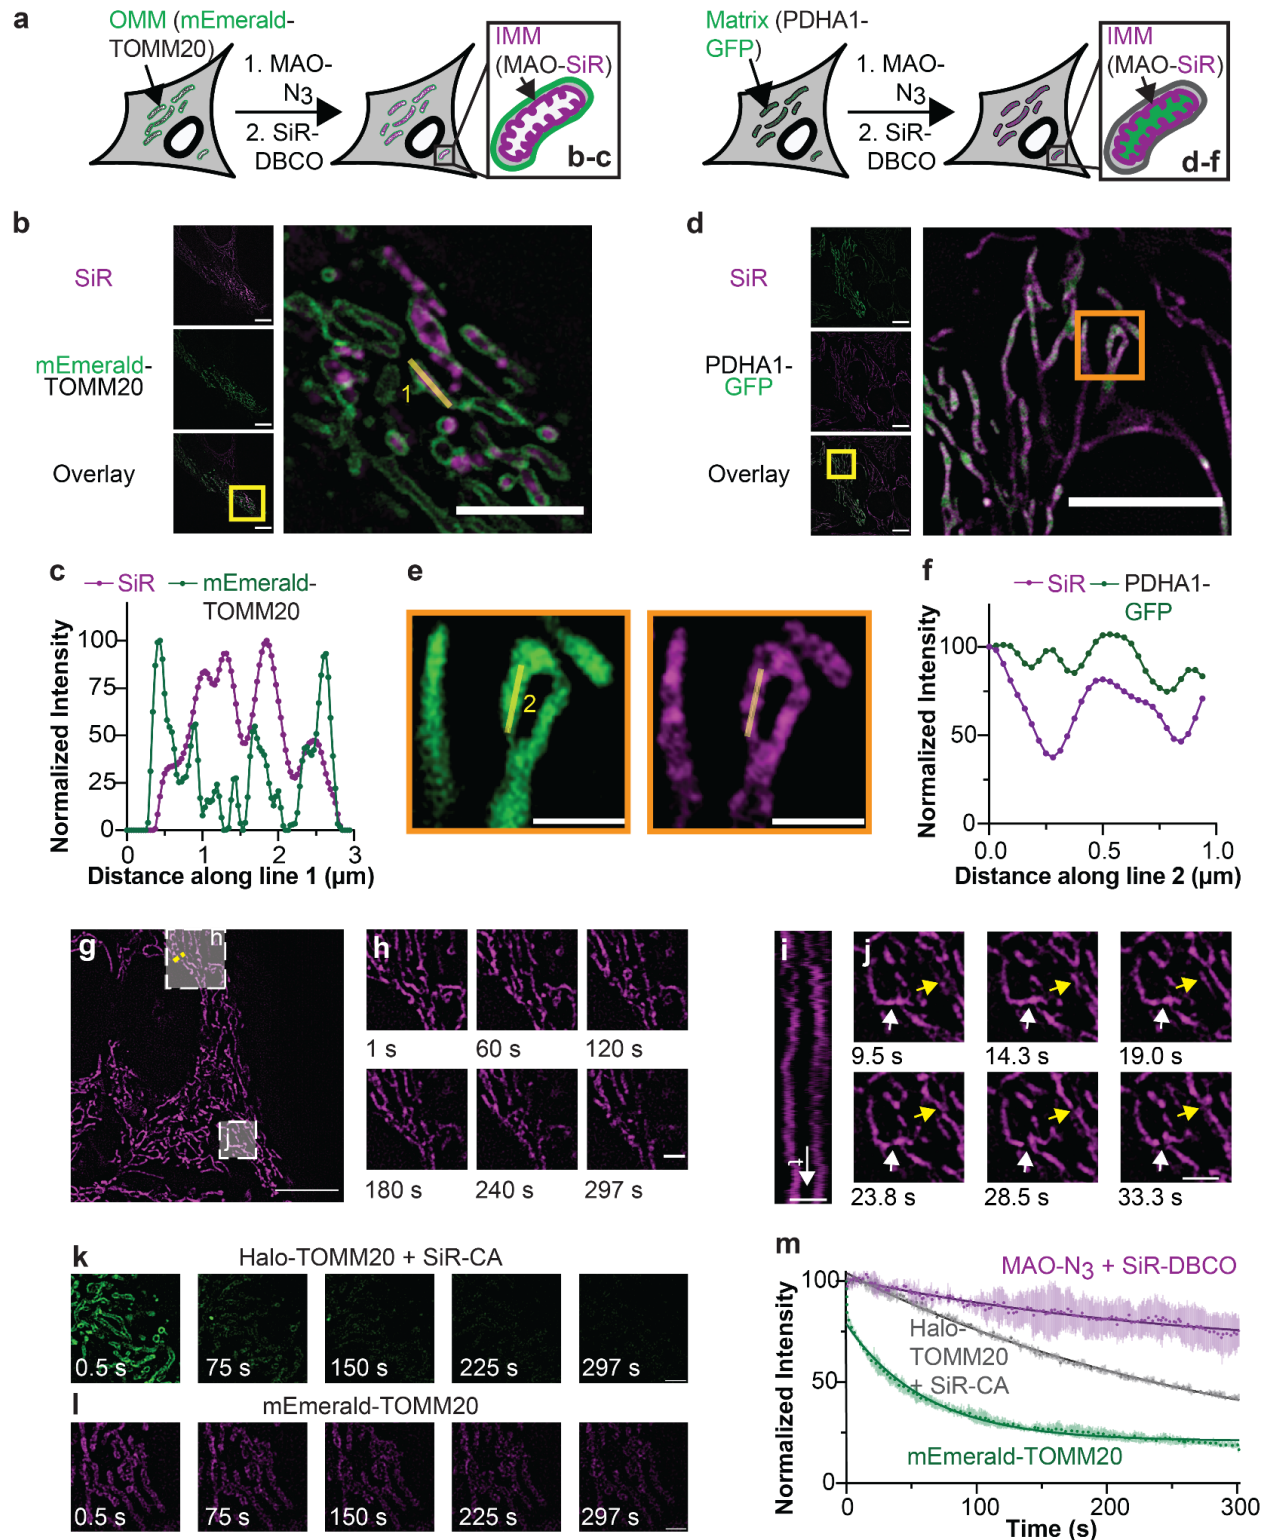 a
OMM (mEmerald-
TOMM20)
1. MAO-
N3
2. SiR-
DBCO
IMM
(MAO-SiR)
b-c
Matrix (PDHA1-
GFP)
1. MAO-
N3
2. SiR-
DBCO
IMM
(MAO-SiR)
d-f
b
SiR
mEmerald-
TOMM20
Overlay
1
d
SiR
PDHA1-
GFP
Overlay
c
SiR
mEmerald-
TOMM20
Normalized Intensity
100
75
50
25
0
0
1
2
3
Distance along line 1 (µm)
e
2
f
SiR
PDHA1-
GFP
Normalized Intensity
100
50
0
0.0
0.5
1.0
Distance along line 2 (µm)
g
h
j
h
1 s
60 s
120 s
180 s
240 s
297 s
i
t
j
9.5 s
14.3 s
19.0 s
23.8 s
28.5 s
33.3 s
k
Halo-TOMM20 + SiR-CA
0.5 s
75 s
150 s
225 s
297 s
l
mEmerald-TOMM20
0.5 s
75 s
150 s
225 s
297 s
m
MAO-N3 + SiR-DBCO
Halo-
TOMM20
+ SiR-CA
mEmerald-TOMM20
Normalized Intensity
100
50
0
0
100
200
300
Time (s)